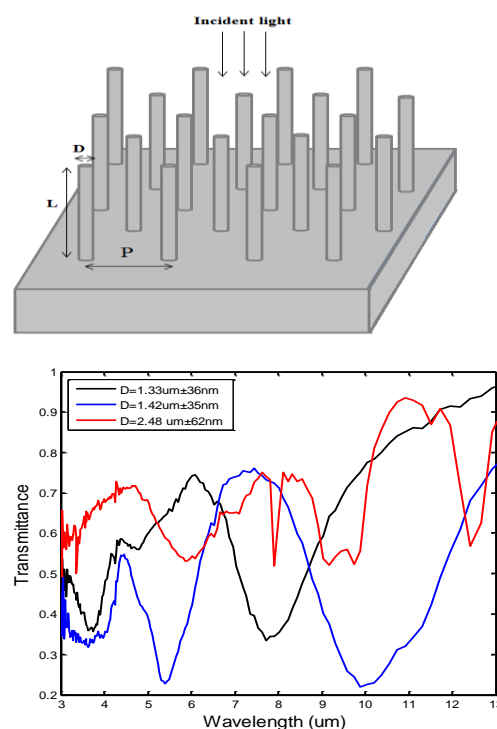 Incident light
D
L
P
D=1.33um±36nm
D=1.42um±35nm
D=2.48 um±62nm
1
0.9
0.8
0.7
0.6
0.5
0.4
0.3
0.2
Transmittance
3 4 5 6 7 8 9 10 11 12 13
Wavelength (um)